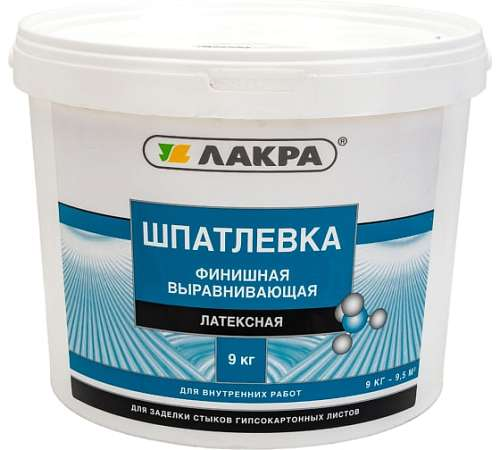 ЛАКРА®
ШПАТЛЕВКА
ФИНИШНАЯ
ВЫРАВНИВАЮЩАЯ
ЛАТЕКСНАЯ
9 кг
9 КГ - 9,5 М²
ДЛЯ ВНУТРЕННИХ РАБОТ
ДЛЯ ЗАДЕЛКИ СТЫКОВ ГИПСОКАРТОННЫХ ЛИСТОВ